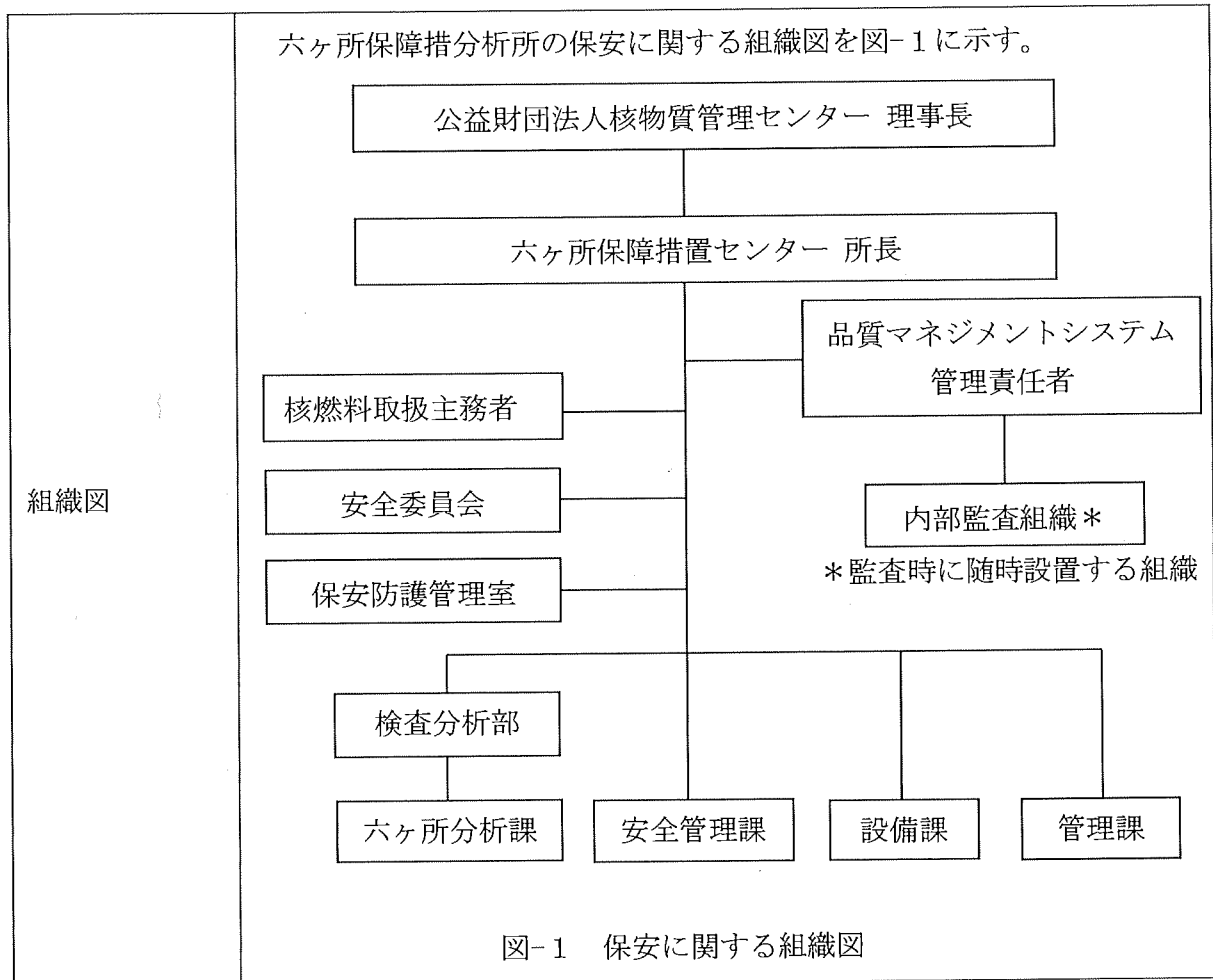 六ヶ所保障措分析所の保安に関する組織図を図-1に示す。
公益財団法人核物質管理センター 理事長
六ヶ所保障措置センター 所長
品質マネジメントシステム
管理責任者
核燃料取扱主務者
組織図
安全委員会
内部監査組織＊
＊監査時に随時設置する組織
保安防護管理室
検査分析部
六ヶ所分析課
安全管理課
設備課
管理課
図-1 保安に関する組織図